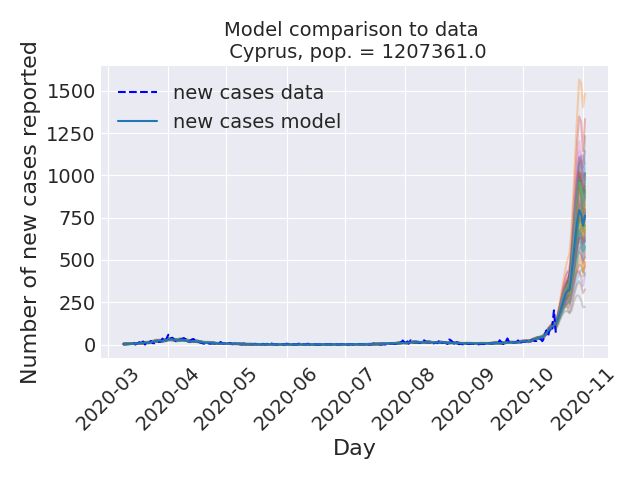 Model comparison to data
Cyprus, pop. = 1207361.0
Number of new cases reported
1500
1250
1000
750
500
250
0
new cases data
new cases model
2020-03
2020-04
2020-05
2020-06
2020-07
2020-08
2020-09
2020-10
2020-11
Day